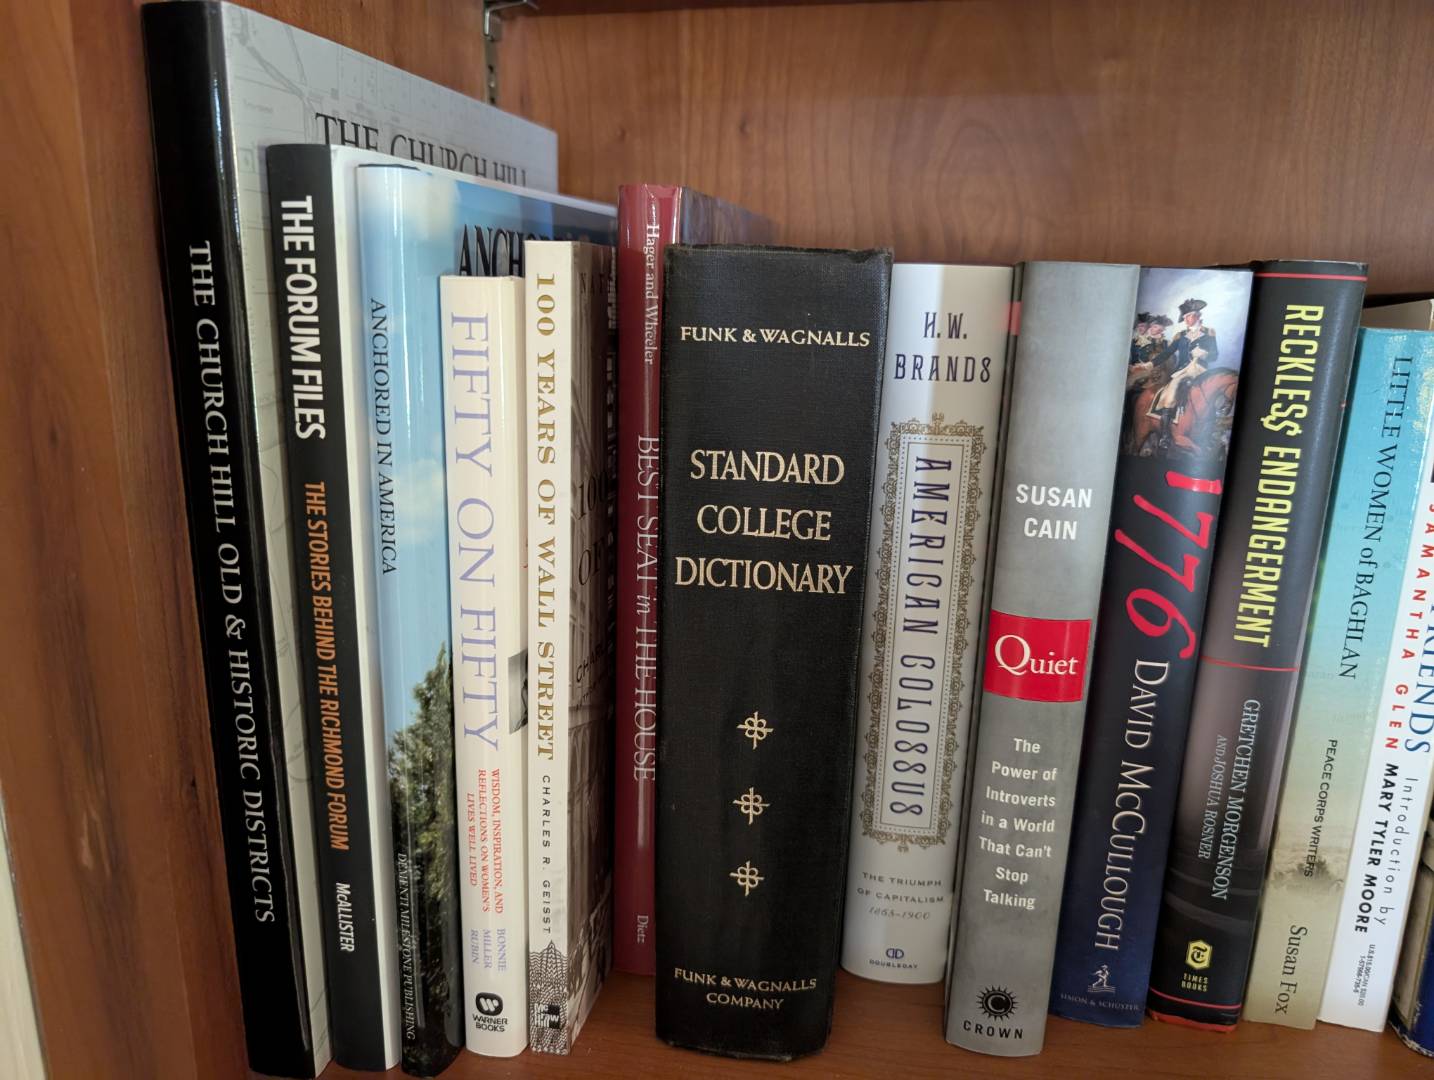 THE CHURCH HILL
THE CHURCH HILL OLD & HISTORIC DISTRICTS
THE FORUM FILES
THE STORIES BEHIND THE RICHMOND FORUM
McALLISTER
ANCHORED IN AMERICA
DEMENTI MILESTONE PUBLISHING
FIFTY ON FIFTY
WISDOM, INSPIRATION, AND
REFLECTIONS ON WOMEN'S
LIVES WELL LIVED
BONNIE
MILLER
RUBIN
WARNER
BOOKS
100 YEARS OF WALL STREET
CHARLES R. GEISST
Hager and Wheeler
BEST SEAT in THE HOUSE
Dietz
FUNK & WAGNALLS
STANDARD
COLLEGE
DICTIONARY
FUNK & WAGNALLS
COMPANY
H.W.
BRANDS
AMERICAN COLOSSUS
THE TRIUMPH
OF CAPITALISM
1865–1900
DOUBLEDAY
SUSAN
CAIN
Quiet
The
Power of
Introverts
in a World
That Can't
Stop
Talking
CROWN
1776
DAVID McCULLOUGH
SIMON & SCHUSTER
RECKLESS ENDANGERMENT
GRETCHEN MORGENSON
AND JOSHUA ROSNER
TIMES
BOOKS
LITTLE WOMEN of BAGHLAN
PEACE CORPS WRITERS
Susan Fox
SAMANTHA GLEN
Introduction by
MARY TYLER MOORE